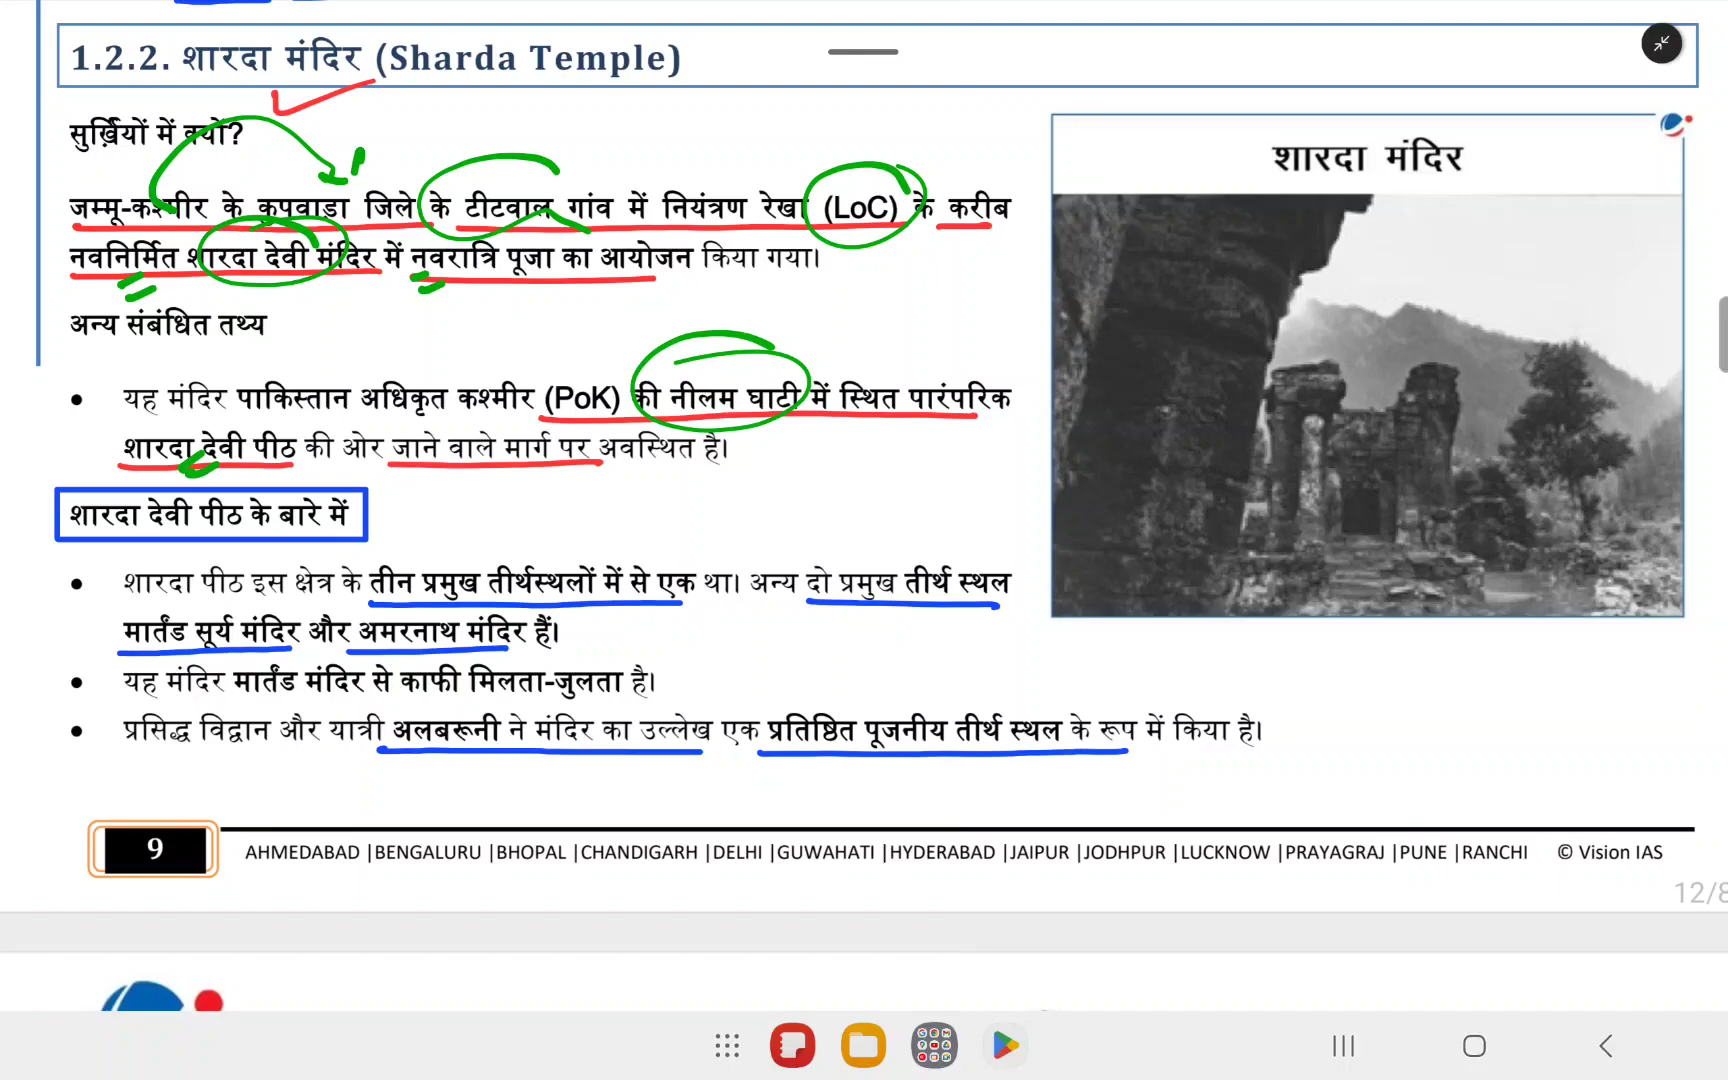 1.2.2. शारदा मंदिर (Sharda Temple)
सुर्ख़ियों में क्यों?
जम्मू-कश्मीर के कुपवाड़ा जिले के टीटवाल गांव में नियंत्रण रेखा (LoC) के करीब
नवनिर्मित शारदा देवी मंदिर में नवरात्रि पूजा का आयोजन किया गया।
अन्य संबंधित तथ्य
• यह मंदिर पाकिस्तान अधिकृत कश्मीर (PoK) की नीलम घाटी में स्थित पारंपरिक
शारदा देवी पीठ की ओर जाने वाले मार्ग पर अवस्थित है।
शारदा देवी पीठ के बारे में
• शारदा पीठ इस क्षेत्र के तीन प्रमुख तीर्थस्थलों में से एक था। अन्य दो प्रमुख तीर्थ स्थल
मार्तंड सूर्य मंदिर और अमरनाथ मंदिर हैं।
• यह मंदिर मार्तंड मंदिर से काफी मिलता-जुलता है।
• प्रसिद्ध विद्वान और यात्री अलबरूनी ने मंदिर का उल्लेख एक प्रतिष्ठित पूजनीय तीर्थ स्थल के रूप में किया है।
शारदा मंदिर
9 AHMEDABAD |BENGALURU |BHOPAL |CHANDIGARH |DELHI |GUWAHATI |HYDERABAD |JAIPUR |JODHPUR |LUCKNOW |PRAYAGRAJ |PUNE |RANCHI © Vision IAS